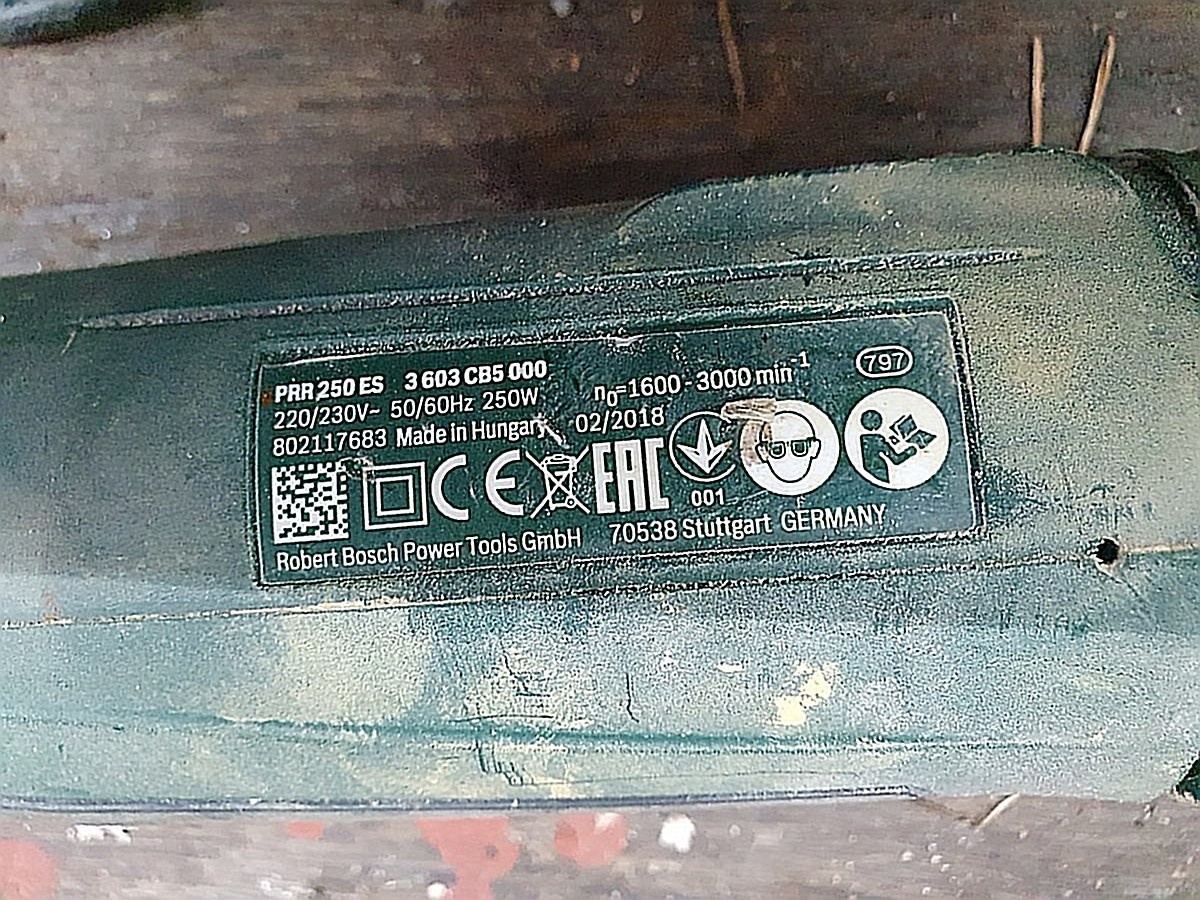 PRR 250 ES 3 603 CB5 000
220/230V~ 50/60Hz 250W
n₀=1600 - 3000 min⁻¹
797
802117683 Made in Hungary 02/2018
CE EAC
001
Robert Bosch Power Tools GmbH 70538 Stuttgart GERMANY